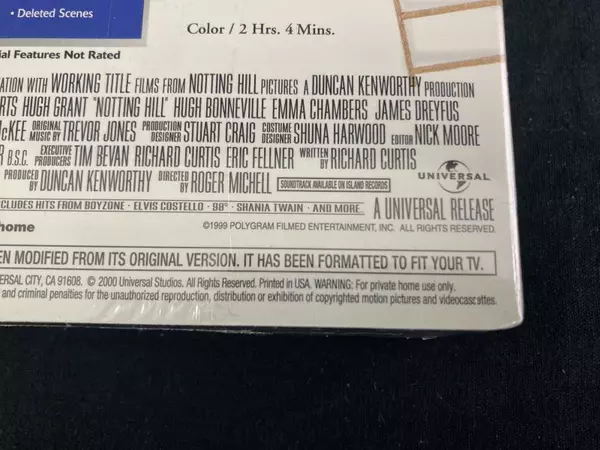 • Deleted Scenes
Color / 2 Hrs. 4 Mins.
ial Features Not Rated
ATION WITH WORKING TITLE FILMS FROM NOTTING HILL PICTURES A DUNCAN KENWORTHY PRODUCTION
RTS HUGH GRANT "NOTTING HILL" HUGH BONNEVILLE EMMA CHAMBERS JAMES DREYFUS
McKEE ORIGINAL MUSIC BY TREVOR JONES PRODUCTION DESIGNER STUART CRAIG COSTUME DESIGNER SHUNA HARWOOD EDITOR NICK MOORE
R B.S.C. EXECUTIVE PRODUCERS TIM BEVAN RICHARD CURTIS ERIC FELLNER WRITTEN BY RICHARD CURTIS
PRODUCED BY DUNCAN KENWORTHY DIRECTED BY ROGER MICHELL SOUNDTRACK AVAILABLE ON ISLAND RECORDS
UNIVERSAL
CLUDES HITS FROM BOYZONE · ELVIS COSTELLO · 98° · SHANIA TWAIN · AND MORE A UNIVERSAL RELEASE
home ©1999 POLYGRAM FILMED ENTERTAINMENT, INC. ALL RIGHTS RESERVED.
EN MODIFIED FROM ITS ORIGINAL VERSION. IT HAS BEEN FORMATTED TO FIT YOUR TV.
ERSAL CITY, CA 91608. © 2000 Universal Studios. All Rights Reserved. Printed in USA. WARNING: For private home use only.
and criminal penalties for the unauthorized reproduction, distribution or exhibition of copyrighted motion pictures and videocassettes.